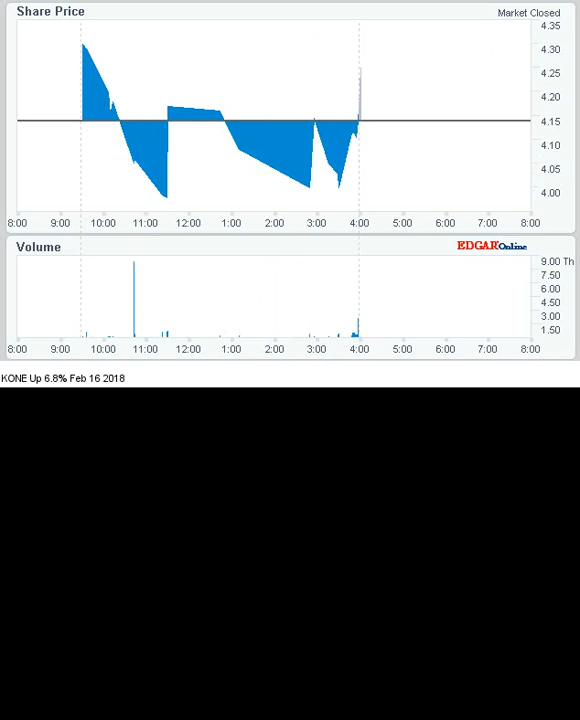 Share Price
Market Closed
4.35
4.30
4.25
4.20
4.15
4.10
4.05
4.00
8:00 9:00 10:00 11:00 12:00 1:00 2:00 3:00 4:00 5:00 6:00 7:00 8:00
Volume
EDGAR Online
9.00 Th
7.50
6.00
4.50
3.00
1.50
8:00 9:00 10:00 11:00 12:00 1:00 2:00 3:00 4:00 5:00 6:00 7:00 8:00
KONE Up 6.8% Feb 16 2018